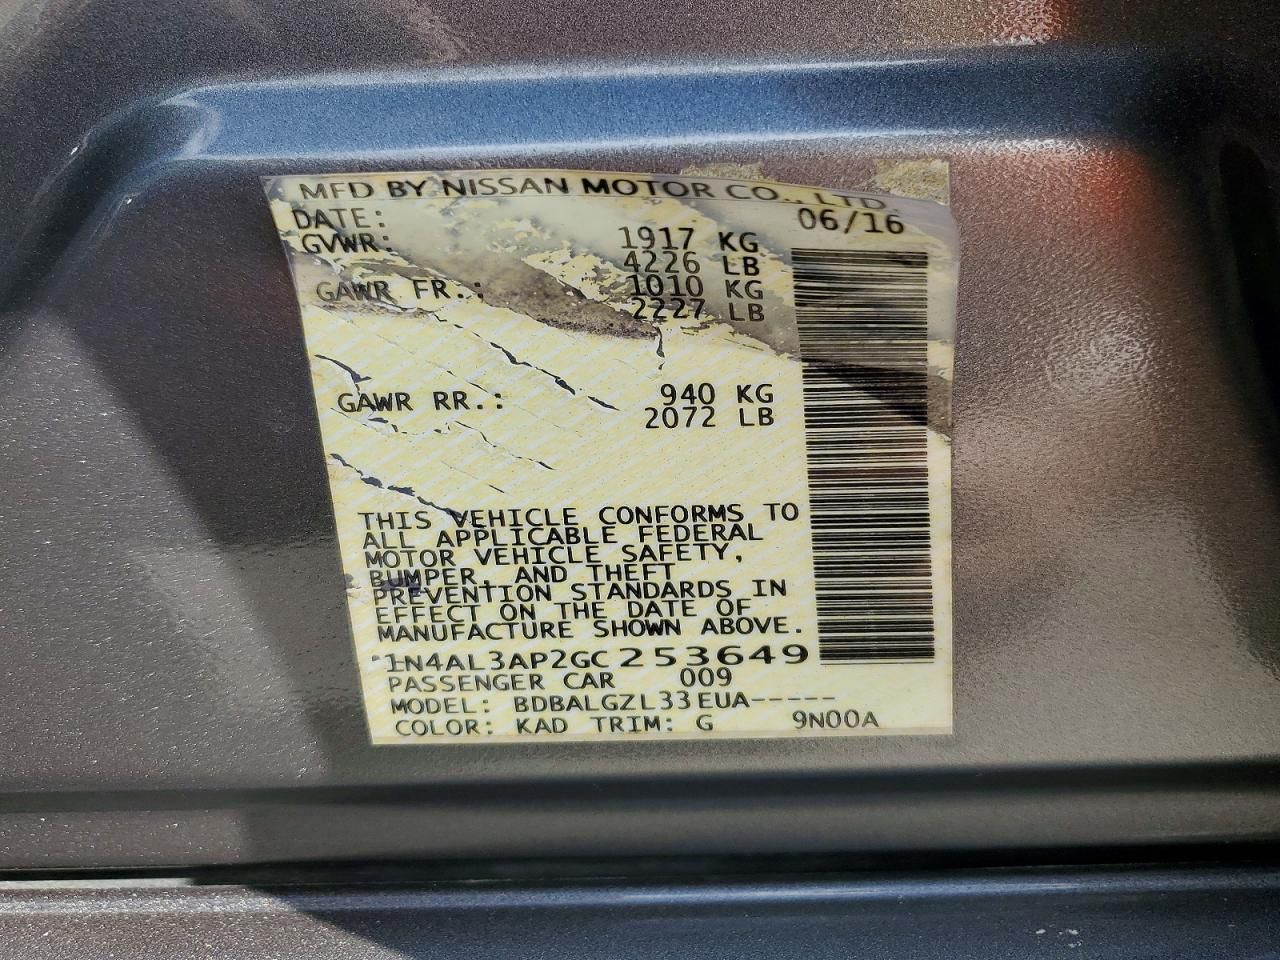 MFD BY NISSAN MOTOR CO., LTD.
DATE: 06/16
GVWR: 1917 KG
4226 LB
GAWR FR.: 1010 KG
2227 LB
GAWR RR.: 940 KG
2072 LB
THIS VEHICLE CONFORMS TO
ALL APPLICABLE FEDERAL
MOTOR VEHICLE SAFETY,
BUMPER, AND THEFT
PREVENTION STANDARDS IN
EFFECT ON THE DATE OF
MANUFACTURE SHOWN ABOVE.
*1N4AL3AP2GC253649
PASSENGER CAR 009
MODEL: BDBALGZL33EUA-----
COLOR: KAD TRIM: G 9N00A